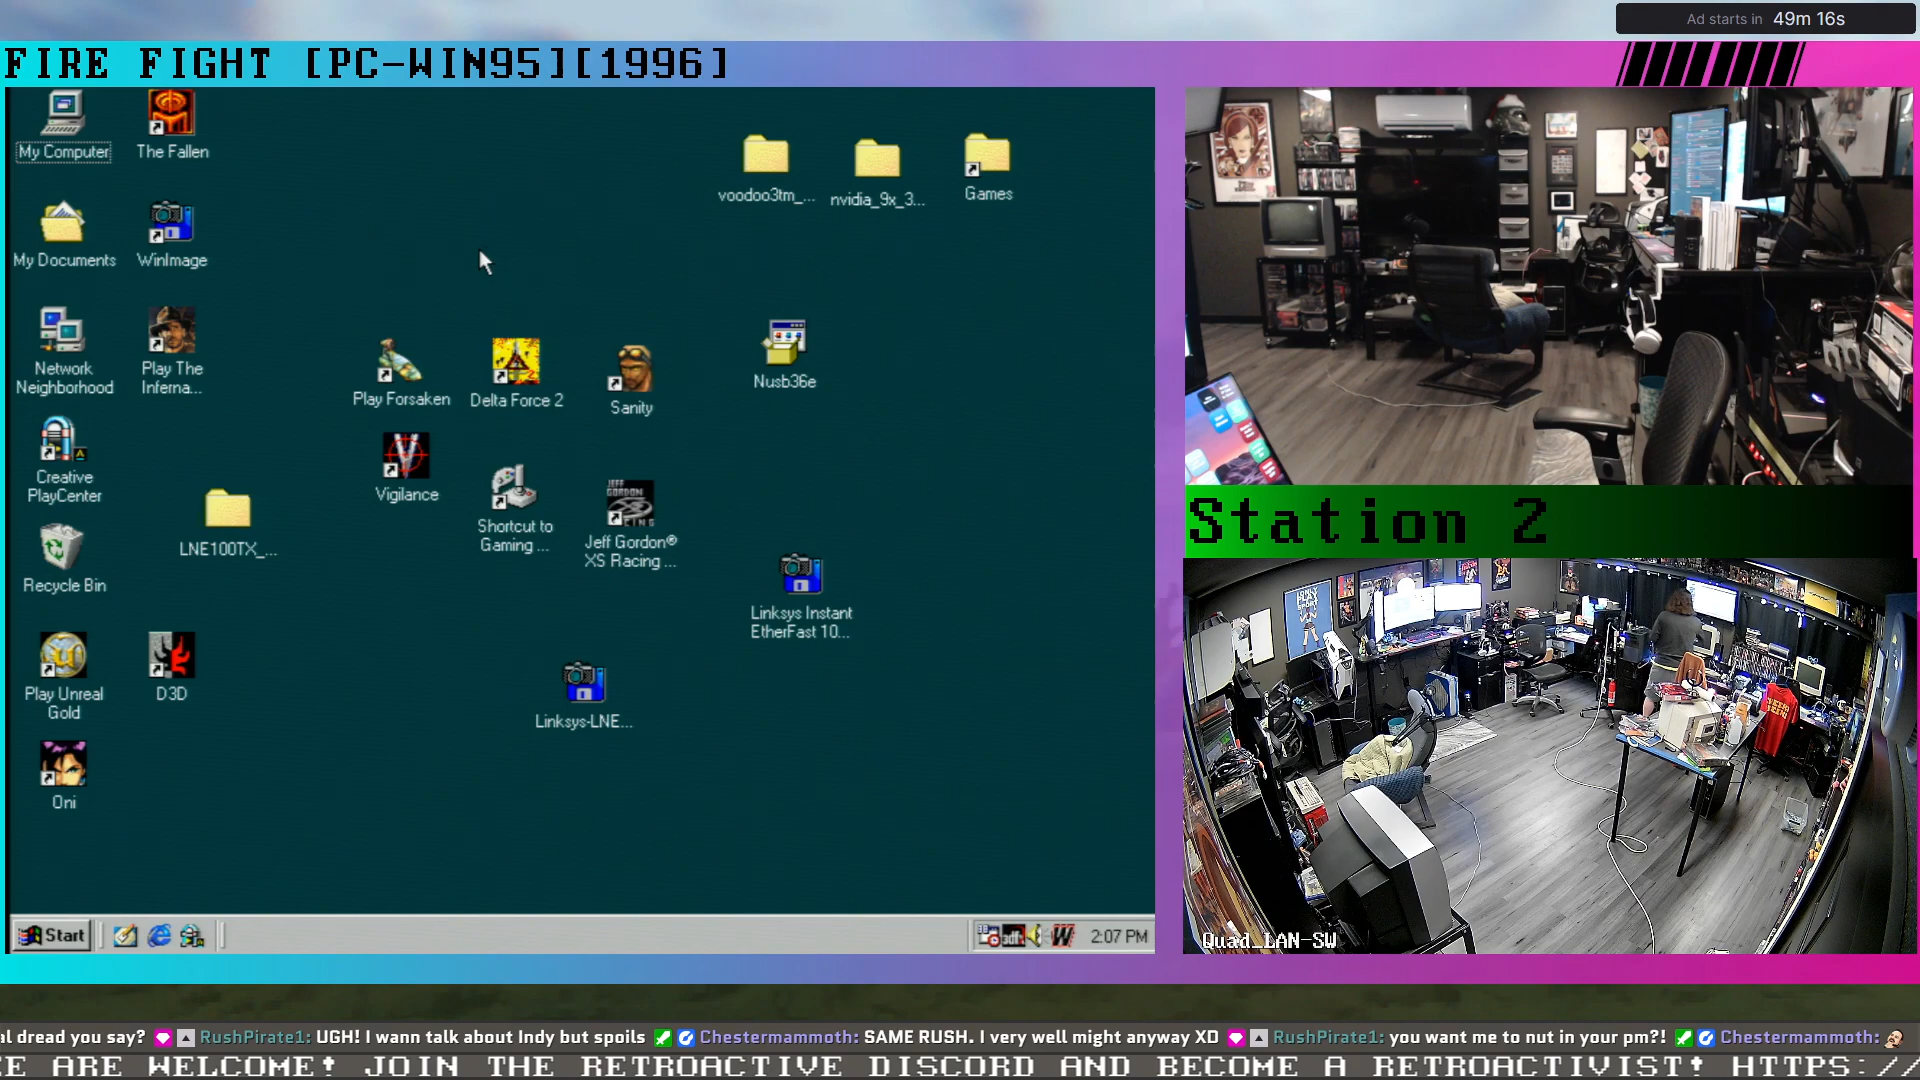 Ad starts in 49m 16s
FIRE FIGHT [PC-WIN95][1996]
My Computer
The Fallen
voodoo3tm_...
nvidia_9x_3...
Games
My Documents
WinImage
Network
Neighborhood
Play The
Inferna...
Play Forsaken
Delta Force 2
Sanity
Nusb36e
Creative
PlayCenter
Vigilance
Shortcut to
Gaming ...
JEFF
GORDON
Jeff Gordon®
XS Racing ...
LNE100TX_...
Recycle Bin
Linksys Instant
EtherFast 10...
Play Unreal
Gold
D3D
Linksys-LNE...
Oni
Start
2:07 PM
Station 2
Quad_LAN-SW
al dread you say? RushPirate1: UGH! I wann talk about Indy but spoils Chestermammoth: SAME RUSH. I very well might anyway XD RushPirate1: you want me to nut in your pm?! Chestermammoth:
CE ARE WELCOME! JOIN THE RETROACTIVE DISCORD AND BECOME A RETROACTIVIST! HTTPS://